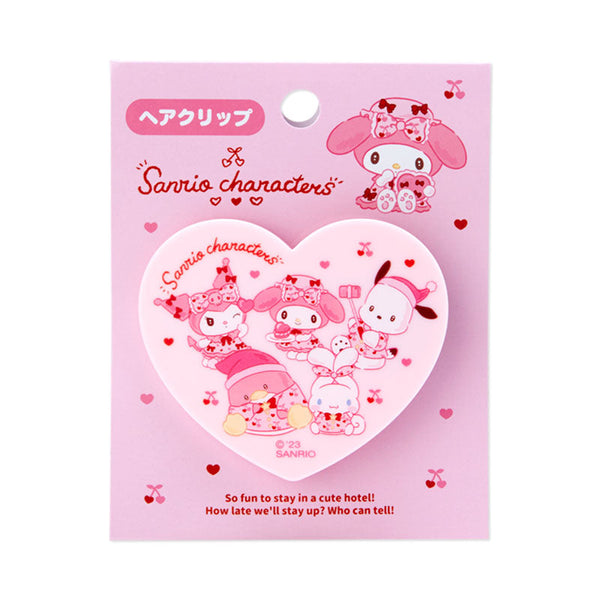 ヘアクリップ
Sanrio characters
Sanrio characters
© '23
SANRIO
So fun to stay in a cute hotel!
How late we'll stay up? Who can tell!